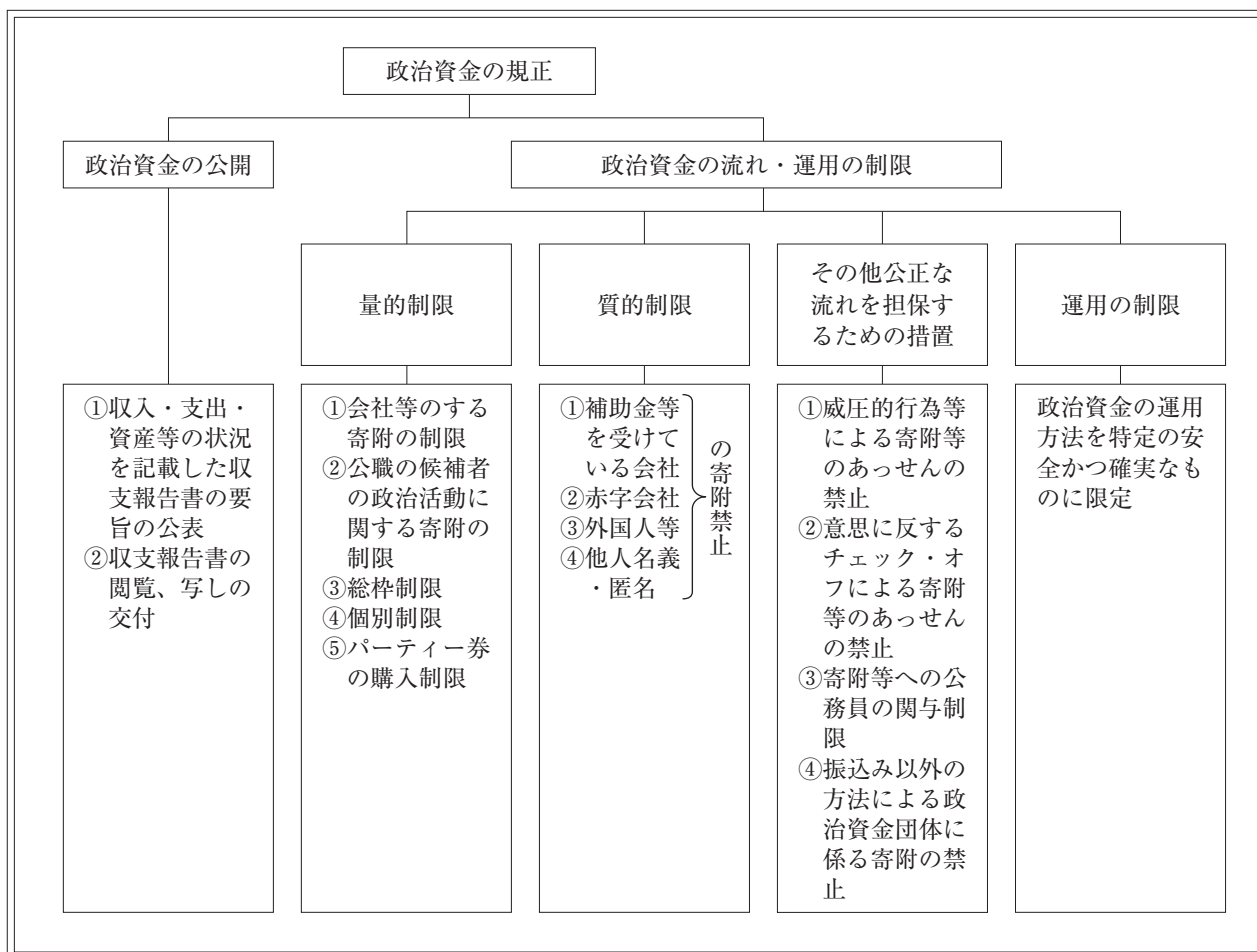 政治資金の規正
政治資金の公開
政治資金の流れ・運用の制限
量的制限
質的制限
その他公正な
流れを担保す
るための措置
運用の制限
①収入・支出・
資産等の状況
を記載した収
支報告書の要
旨の公表
②収支報告書の
閲覧、写しの
交付
①会社等のする
寄附の制限
②公職の候補者
の政治活動に
関する寄附の
制限
③総枠制限
④個別制限
⑤パーティー券
の購入制限
①補助金等
を受けて
いる会社
②赤字会社
③外国人等
④他人名義
・匿名
の寄附禁止
①威圧的行為等
による寄附等
のあっせんの
禁止
②意思に反する
チェック・オ
フによる寄附
等のあっせん
の禁止
③寄附等への公
務員の関与制
限
④振込み以外の
方法による政
治資金団体に
係る寄附の禁
止
政治資金の運用
方法を特定の安
全かつ確実なも
のに限定